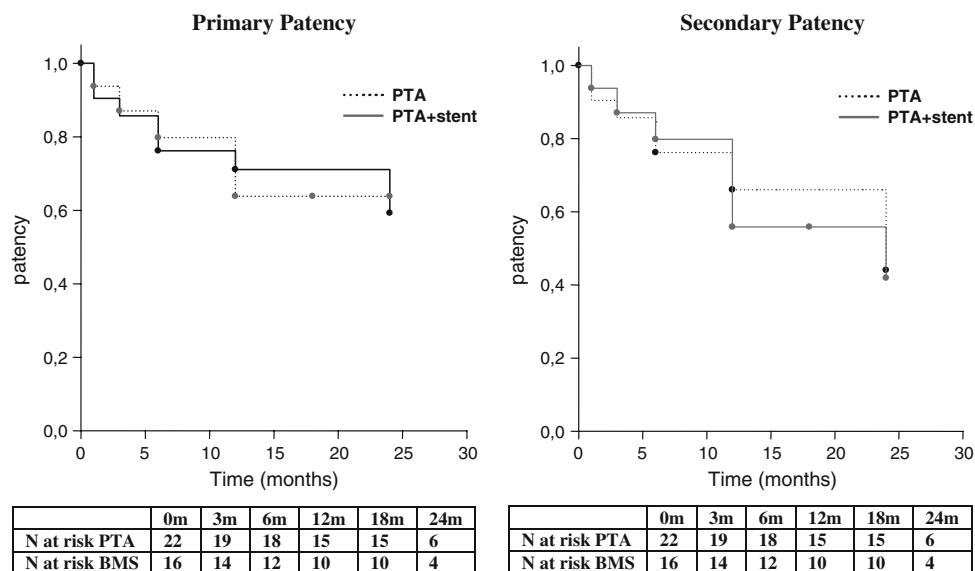 Primary Patency
1,0
0,8
0,6
0,4
0,2
0,0
patency
PTA
PTA+stent
0 5 10 15 20 25 30
Time (months)
0m 3m 6m 12m 18m 24m
N at risk PTA 22 19 18 15 15 6
N at risk BMS 16 14 12 10 10 4
Secondary Patency
1,0
0,8
0,6
0,4
0,2
0,0
patency
PTA
PTA+stent
0 5 10 15 20 25 30
Time (months)
0m 3m 6m 12m 18m 24m
N at risk PTA 22 19 18 15 15 6
N at risk BMS 16 14 12 10 10 4